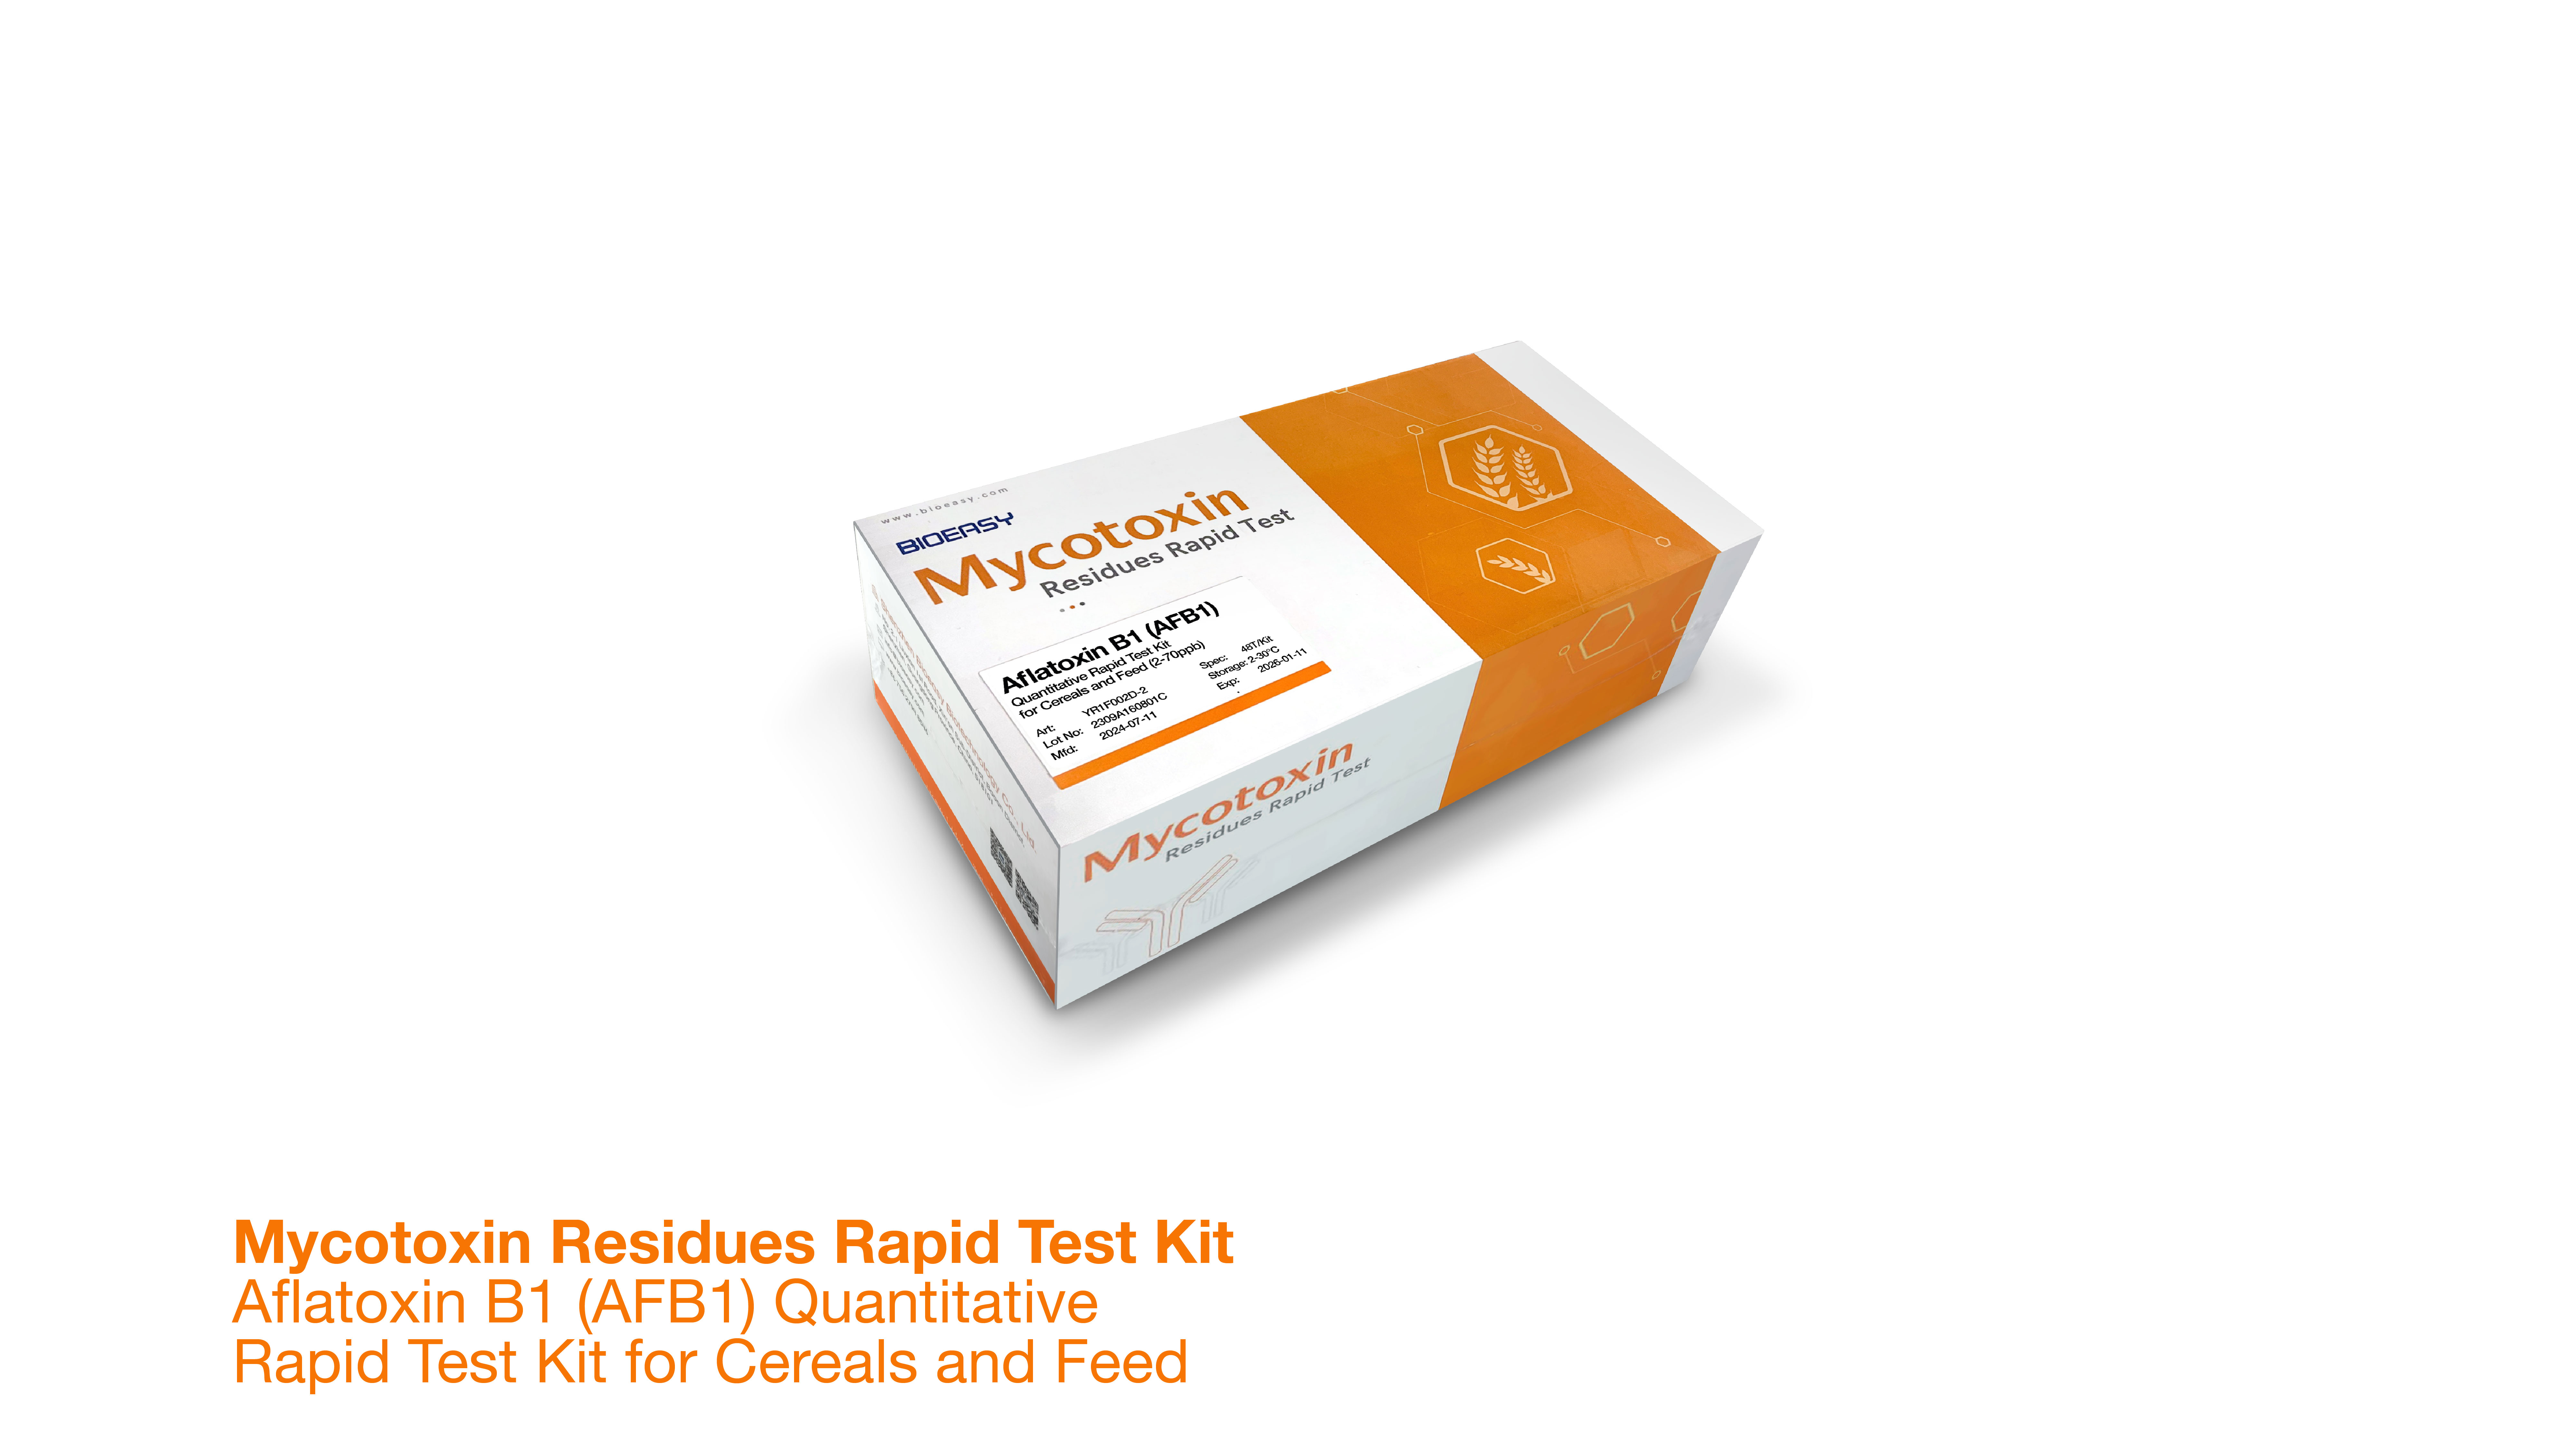 www.bioeasy.com
BIOEASY
Mycotoxin
Residues Rapid Test
Aflatoxin B1 (AFB1)
Quantitative Rapid Test Kit
for Cereals and Feed (2-70ppb)
Art: YR1F002D-2
Lot No: 2309A160801C
Mfd: 2024-07-11
Spec: 48T/Kit
Storage: 2-30°C
Exp: 2026-01-11
Mycotoxin
Residues Rapid Test
Mycotoxin Residues Rapid Test Kit
Aflatoxin B1 (AFB1) Quantitative
Rapid Test Kit for Cereals and Feed